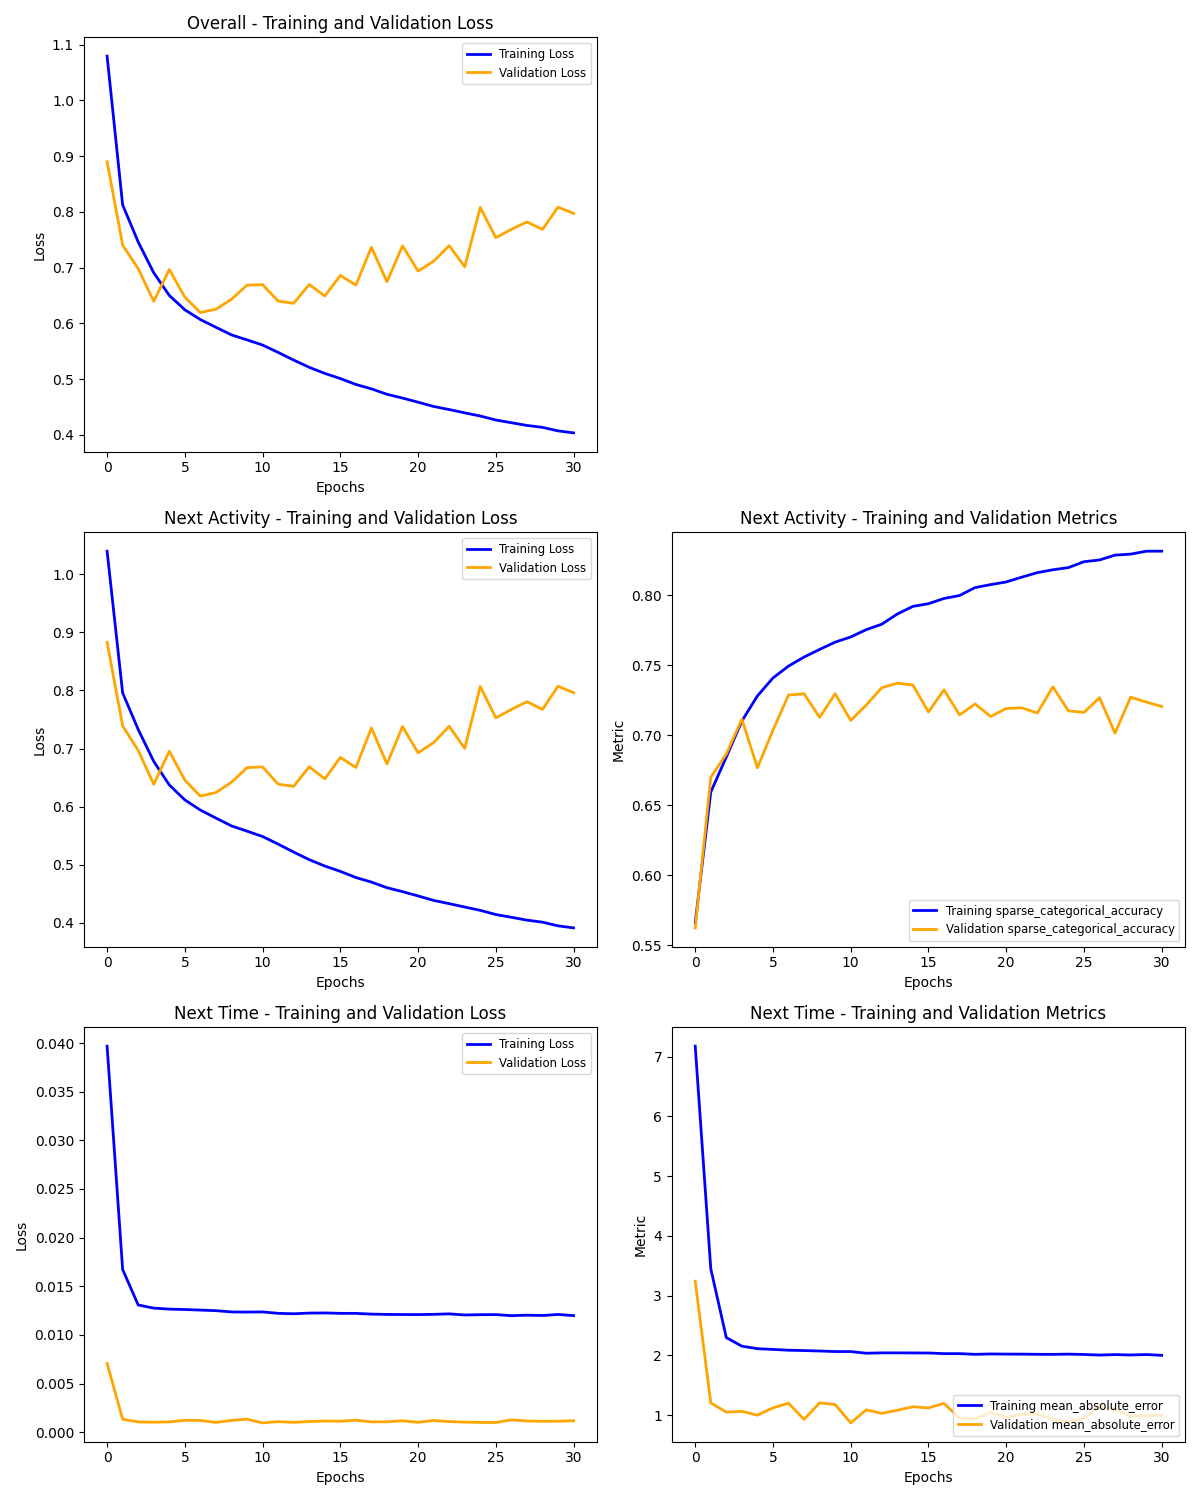 Overall - Training and Validation Loss
Training Loss
Validation Loss
1.1
1.0
0.9
0.8
0.7
0.6
0.5
0.4
Loss
0 5 10 15 20 25 30
Epochs
Next Activity - Training and Validation Loss
Training Loss
Validation Loss
1.0
0.9
0.8
0.7
0.6
0.5
0.4
Loss
0 5 10 15 20 25 30
Epochs
Next Activity - Training and Validation Metrics
0.80
0.75
0.70
0.65
0.60
0.55
Metric
Training sparse_categorical_accuracy
Validation sparse_categorical_accuracy
0 5 10 15 20 25 30
Epochs
Next Time - Training and Validation Loss
Training Loss
Validation Loss
0.040
0.035
0.030
0.025
0.020
0.015
0.010
0.005
0.000
Loss
0 5 10 15 20 25 30
Epochs
Next Time - Training and Validation Metrics
7
6
5
4
3
2
1
Metric
Training mean_absolute_error
Validation mean_absolute_error
0 5 10 15 20 25 30
Epochs